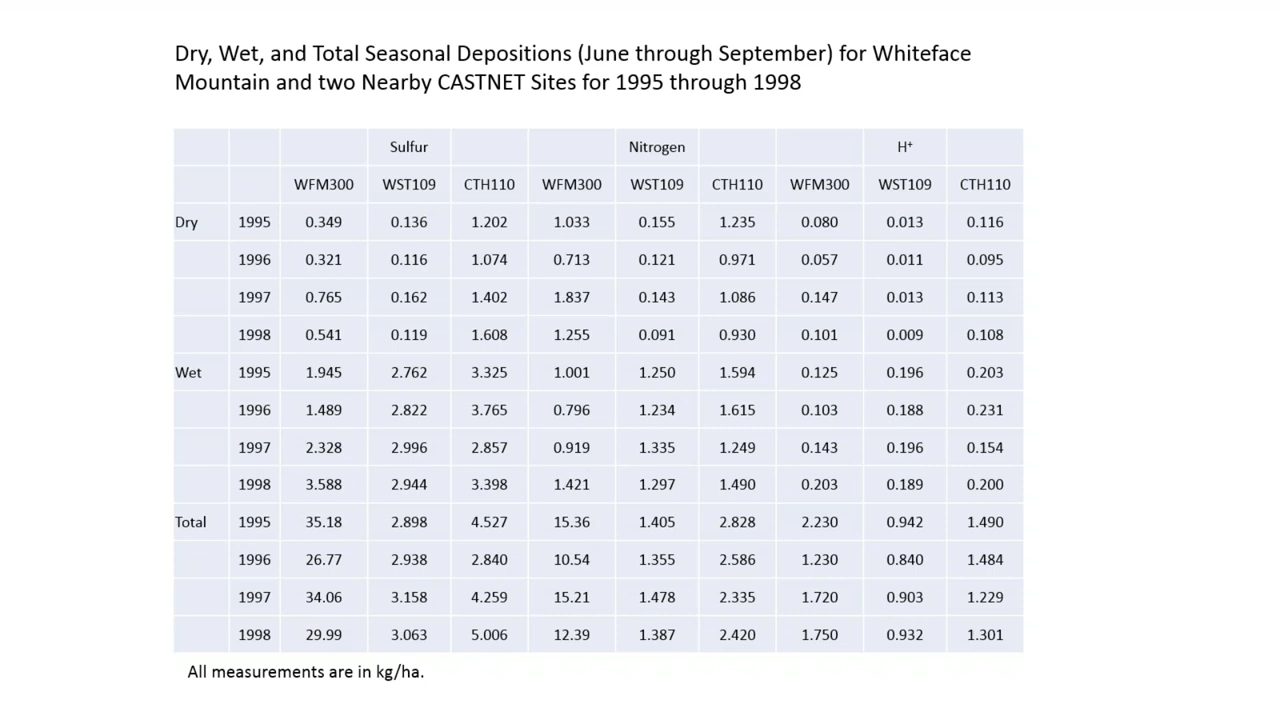 Dry, Wet, and Total Seasonal Depositions (June through September) for Whiteface
Mountain and two Nearby CASTNET Sites for 1995 through 1998
Sulfur Nitrogen H⁺
WFM300 WST109 CTH110 WFM300 WST109 CTH110 WFM300 WST109 CTH110
Dry 1995 0.349 0.136 1.202 1.033 0.155 1.235 0.080 0.013 0.116
1996 0.321 0.116 1.074 0.713 0.121 0.971 0.057 0.011 0.095
1997 0.765 0.162 1.402 1.837 0.143 1.086 0.147 0.013 0.113
1998 0.541 0.119 1.608 1.255 0.091 0.930 0.101 0.009 0.108
Wet 1995 1.945 2.762 3.325 1.001 1.250 1.594 0.125 0.196 0.203
1996 1.489 2.822 3.765 0.796 1.234 1.615 0.103 0.188 0.231
1997 2.328 2.996 2.857 0.919 1.335 1.249 0.143 0.196 0.154
1998 3.588 2.944 3.398 1.421 1.297 1.490 0.203 0.189 0.200
Total 1995 35.18 2.898 4.527 15.36 1.405 2.828 2.230 0.942 1.490
1996 26.77 2.938 2.840 10.54 1.355 2.586 1.230 0.840 1.484
1997 34.06 3.158 4.259 15.21 1.478 2.335 1.720 0.903 1.229
1998 29.99 3.063 5.006 12.39 1.387 2.420 1.750 0.932 1.301
All measurements are in kg/ha.